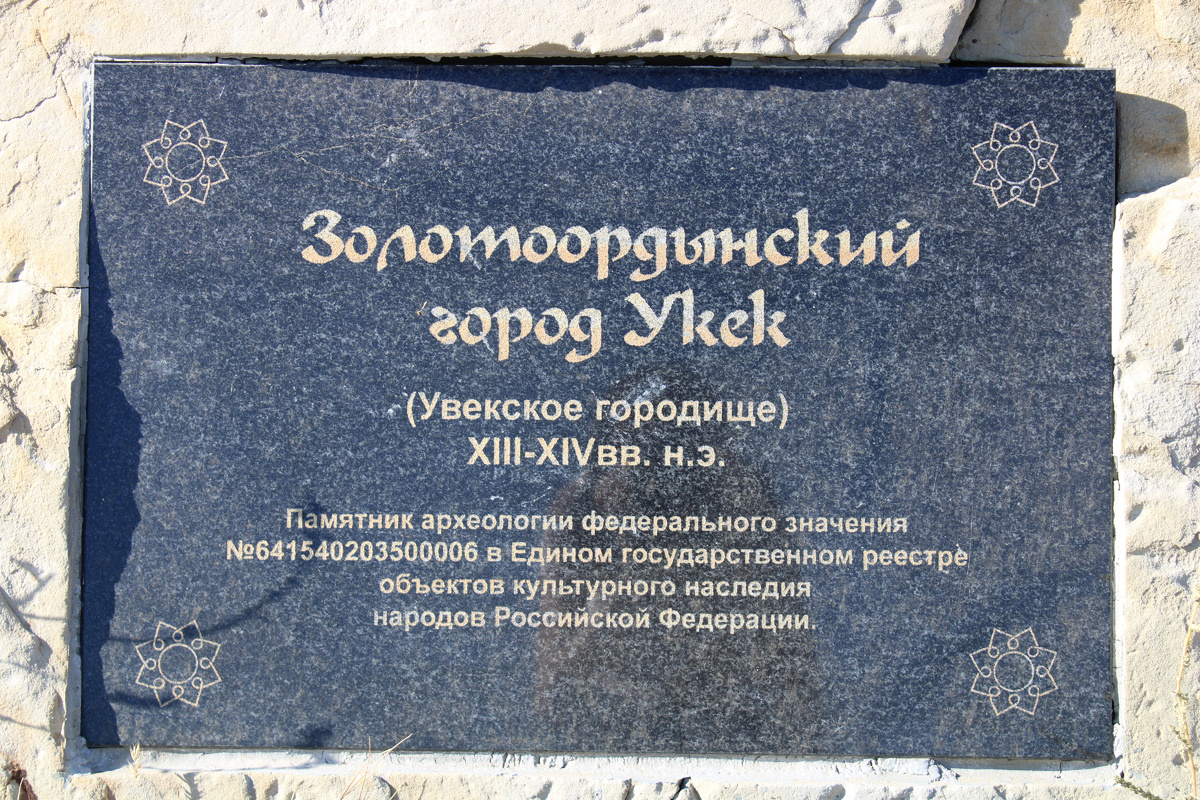 Золотоордынский
город Укек
(Увекское городище)
XIII-XIVвв. н.э.
Памятник археологии федерального значения
№641540203500006 в Едином государственном реестре
объектов культурного наследия
народов Российской Федерации.